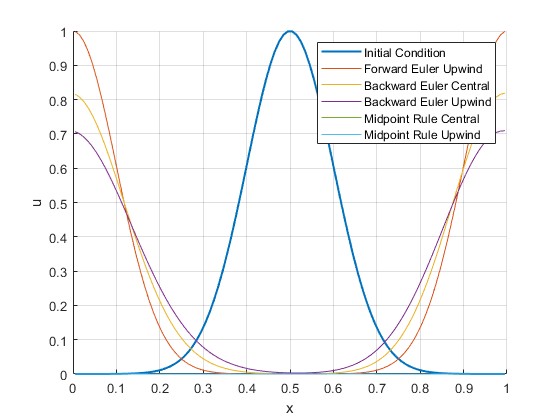 1
0.9
0.8
0.7
0.6
0.5
0.4
0.3
0.2
0.1
0
u
Initial Condition
Forward Euler Upwind
Backward Euler Central
Backward Euler Upwind
Midpoint Rule Central
Midpoint Rule Upwind
0 0.1 0.2 0.3 0.4 0.5 0.6 0.7 0.8 0.9 1
x